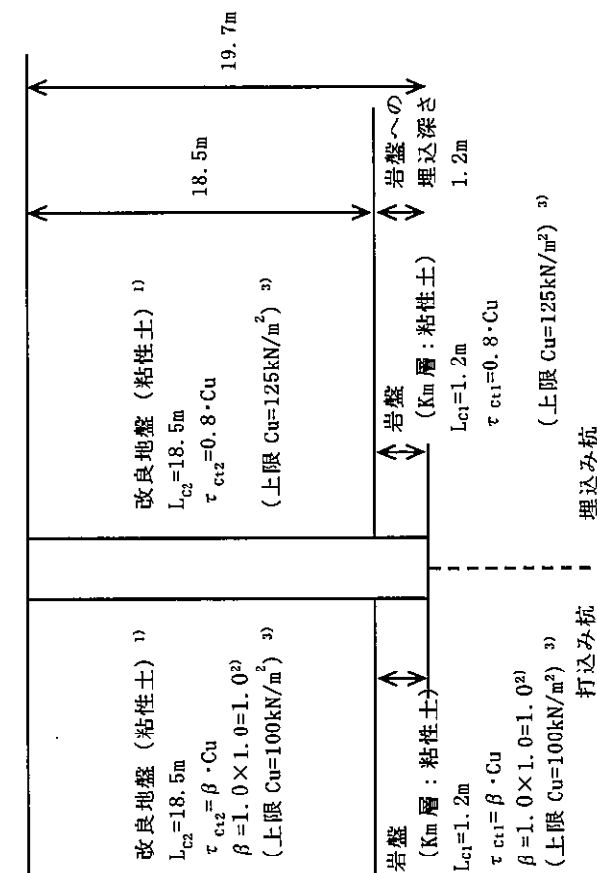 改良地盤（粘性土）1)
LC2=18.5m
τCt2=β・Cu
β=1.0×1.0=1.0 2)
（上限 Cu=100kN/m2）3)
岩盤
（Km 層：粘性土）
LC1=1.2m
τCt1=β・Cu
β=1.0×1.0=1.0 2)
（上限 Cu=100kN/m2）3)
打込み杭
改良地盤（粘性土）1)
LC2=18.5m
τCt2=0.8・Cu
（上限 Cu=125kN/m2）3)
岩盤
（Km 層：粘性土）
LC1=1.2m
τCt1=0.8・Cu
（上限 Cu=125kN/m2）3)
埋込み杭
18.5m
岩盤への
埋込深さ
1.2m
19.7m